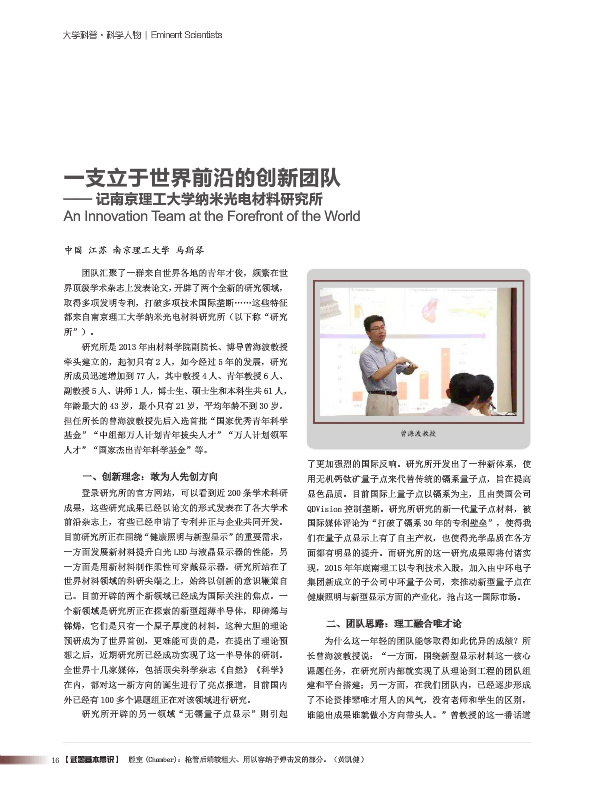 大学科普·科学人物 | Eminent Scientists
一支立于世界前沿的创新团队
—— 记南京理工大学纳米光电材料研究所
An Innovation Team at the Forefront of the World
中国 江苏 南京理工大学 马斯琴
团队汇聚了一群来自世界各地的青年才俊，频繁在世
界顶级学术杂志上发表论文，开辟了两个全新的研究领域，
取得多项发明专利，打破多项技术国际垄断……这些特征
都来自南京理工大学纳米光电材料研究所（以下称“研究
所”）。
研究所是 2013 年由材料学院副院长、博导曾海波教授
牵头建立的，起初只有 2 人，如今经过 5 年的发展，研究
所成员迅速增加到 77 人，其中教授 4 人、青年教授 6 人、
副教授 5 人、讲师 1 人，博士生、硕士生和本科生共 61 人，
年龄最大的 43 岁，最小只有 21 岁，平均年龄不到 30 岁。
担任所长的曾海波教授先后入选首批“国家优秀青年科学
基金”“中组部万人计划青年拔尖人才”“万人计划领军
人才”“国家杰出青年科学基金”等。
一、创新理念：敢为人先创方向
登录研究所的官方网站，可以看到近 200 条学术科研
成果，这些研究成果已经以论文的形式发表在了各大学术
前沿杂志上，有些已经申请了专利并正与企业共同开发。
目前研究所正在围绕“健康照明与新型显示”的重要需求，
一方面发展新材料提升白光 LED 与液晶显示器的性能，另
一方面是用新材料制作柔性可穿戴显示器。研究所站在了
世界材料领域的科研尖端之上，始终以创新的意识鞭策自
己。目前开辟的两个新领域已经成为国际关注的焦点。一
个新领域是研究所正在探索的新型超薄半导体，即砷烯与
锑烯，它们是只有一个原子厚度的材料。这种大胆的理论
预研成为了世界首创，更难能可贵的是，在提出了理论预
想之后，近期研究所已经成功实现了这一半导体的研制。
全世界十几家媒体，包括顶尖科学杂志《自然》《科学》
在内，都对这一新方向的诞生进行了亮点报道，目前国内
外已经有 100 多个课题组正在对该领域进行研究。
研究所开辟的另一领域“无镉量子点显示”则引起
曾海波教授
了更加强烈的国际反响。研究所开发出了一种新体系，使
用无机钙钛矿量子点来代替传统的镉系量子点，旨在提高
显色品质。目前国际上量子点以镉系为主，且由美国公司
QDVision 控制垄断。研究所研究的新一代量子点材料，被
国际媒体评论为“打破了镉系 30 年的专利壁垒”，使得我
们在量子点显示上有了自主产权，也使得光学品质在各方
面都有明显的提升。而研究所的这一研究成果即将付诸实
现，2015 年年底南理工以专利技术入股，加入由中环电子
集团新成立的子公司中环量子公司，来推动新型量子点在
健康照明与新型显示方面的产业化，抢占这一国际市场。
二、团队思路：理工融合唯才论
为什么这一年轻的团队能够取得如此优异的成绩？所
长曾海波教授说：“一方面，围绕新型显示材料这一核心
课题任务，在研究所内部就实现了从理论到工程的团队组
建和平台搭建；另一方面，在我们团队内，已经逐步形成
了不论资排辈唯才用人的风气，没有老师和学生的区别，
谁能出成果谁就做小方向带头人。”曾教授的这一番话道
16 【武器基本常识】 膛室 (Chamber)：枪管后端较粗大、用以容纳子弹击发的部分。（黄凯健）